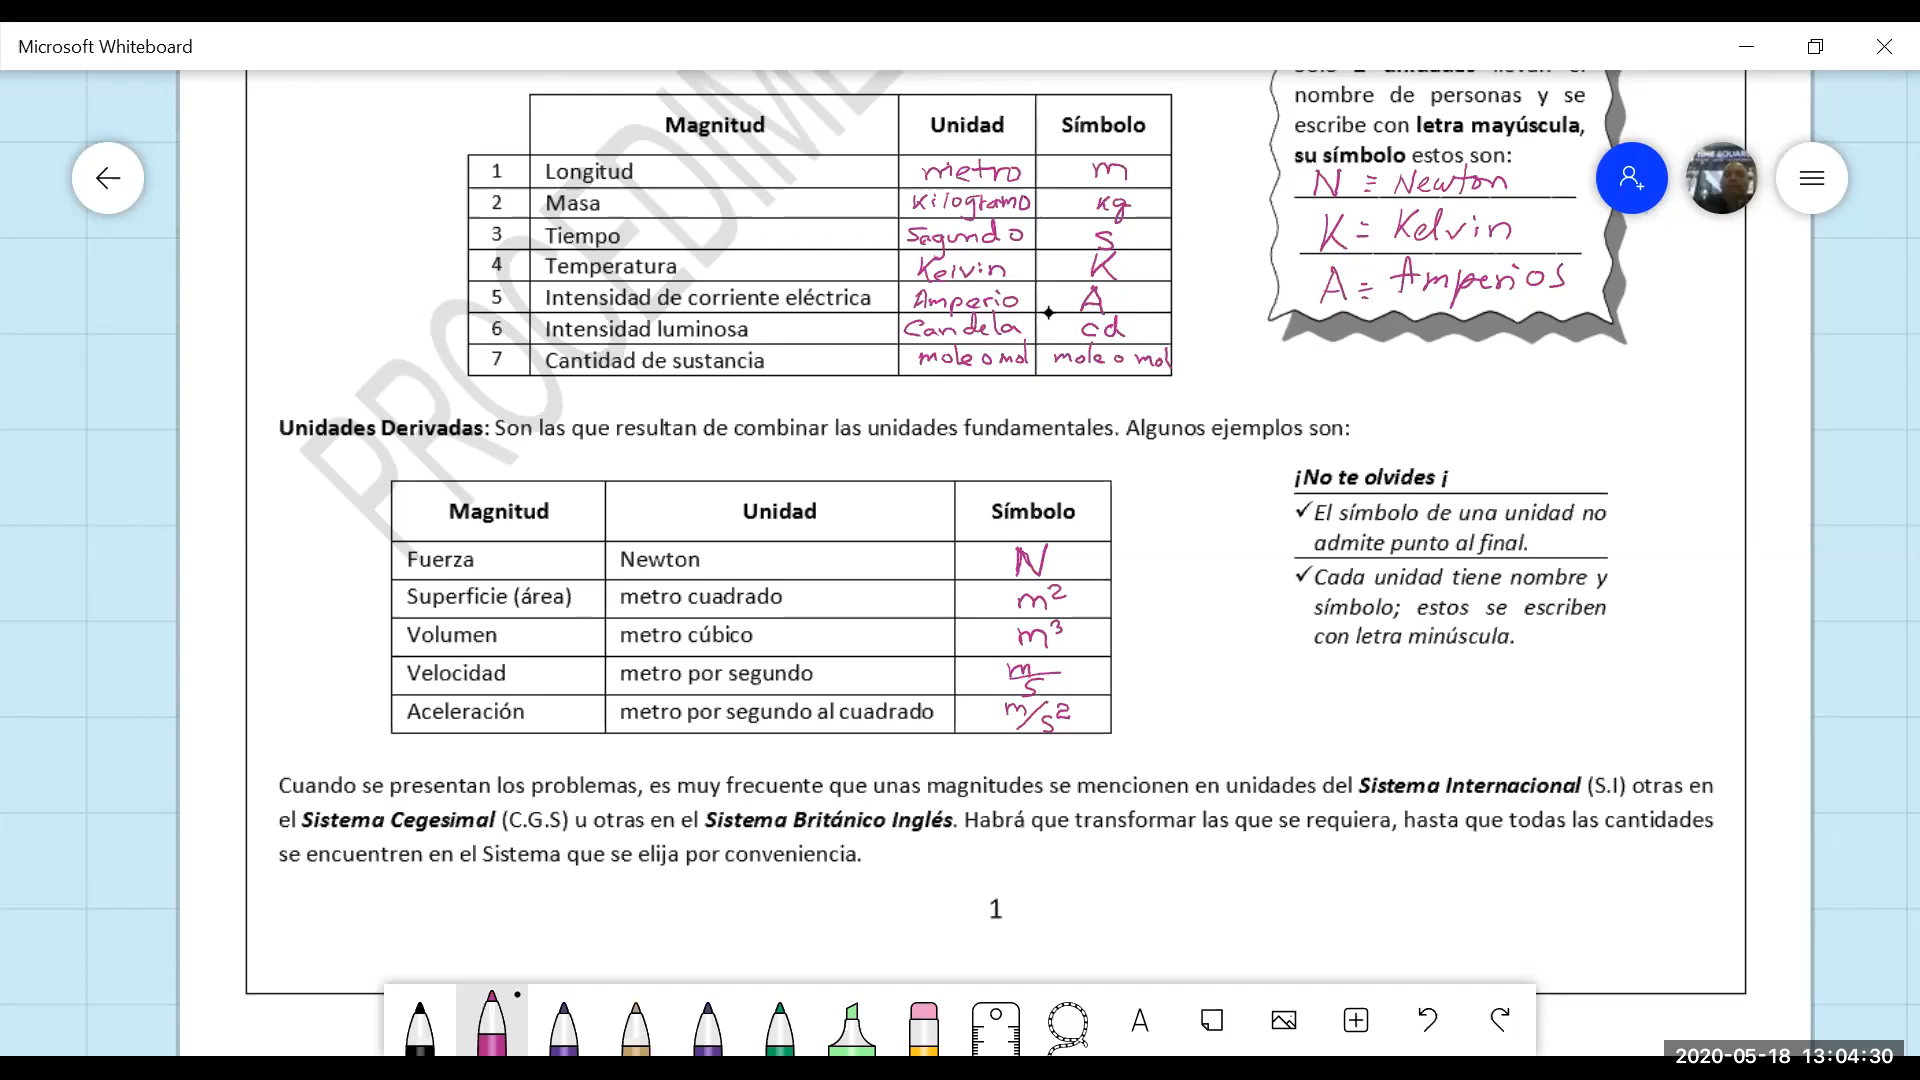 Microsoft Whiteboard
Solo 2 unidades llevan el
nombre de personas y se
escribe con letra mayúscula,
su símbolo estos son:
N = Newton
K = Kelvin
A = Amperios
Magnitud Unidad Símbolo
1 Longitud metro m
2 Masa Kilogramo Kg
3 Tiempo Segundo S
4 Temperatura Kelvin K
5 Intensidad de corriente eléctrica Amperio A
6 Intensidad luminosa Candela cd
7 Cantidad de sustancia mole o mol mole o mol
PROCEDIME
Unidades Derivadas: Son las que resultan de combinar las unidades fundamentales. Algunos ejemplos son:
Magnitud Unidad Símbolo
Fuerza Newton N
Superficie (área) metro cuadrado m²
Volumen metro cúbico m³
Velocidad metro por segundo m/s
Aceleración metro por segundo al cuadrado m/s²
¡No te olvides ¡
✓El símbolo de una unidad no
admite punto al final.
✓Cada unidad tiene nombre y
símbolo; estos se escriben
con letra minúscula.
Cuando se presentan los problemas, es muy frecuente que unas magnitudes se mencionen en unidades del Sistema Internacional (S.I) otras en
el Sistema Cegesimal (C.G.S) u otras en el Sistema Británico Inglés. Habrá que transformar las que se requiera, hasta que todas las cantidades
se encuentren en el Sistema que se elija por conveniencia.
1
2020-05-18 13:04:30